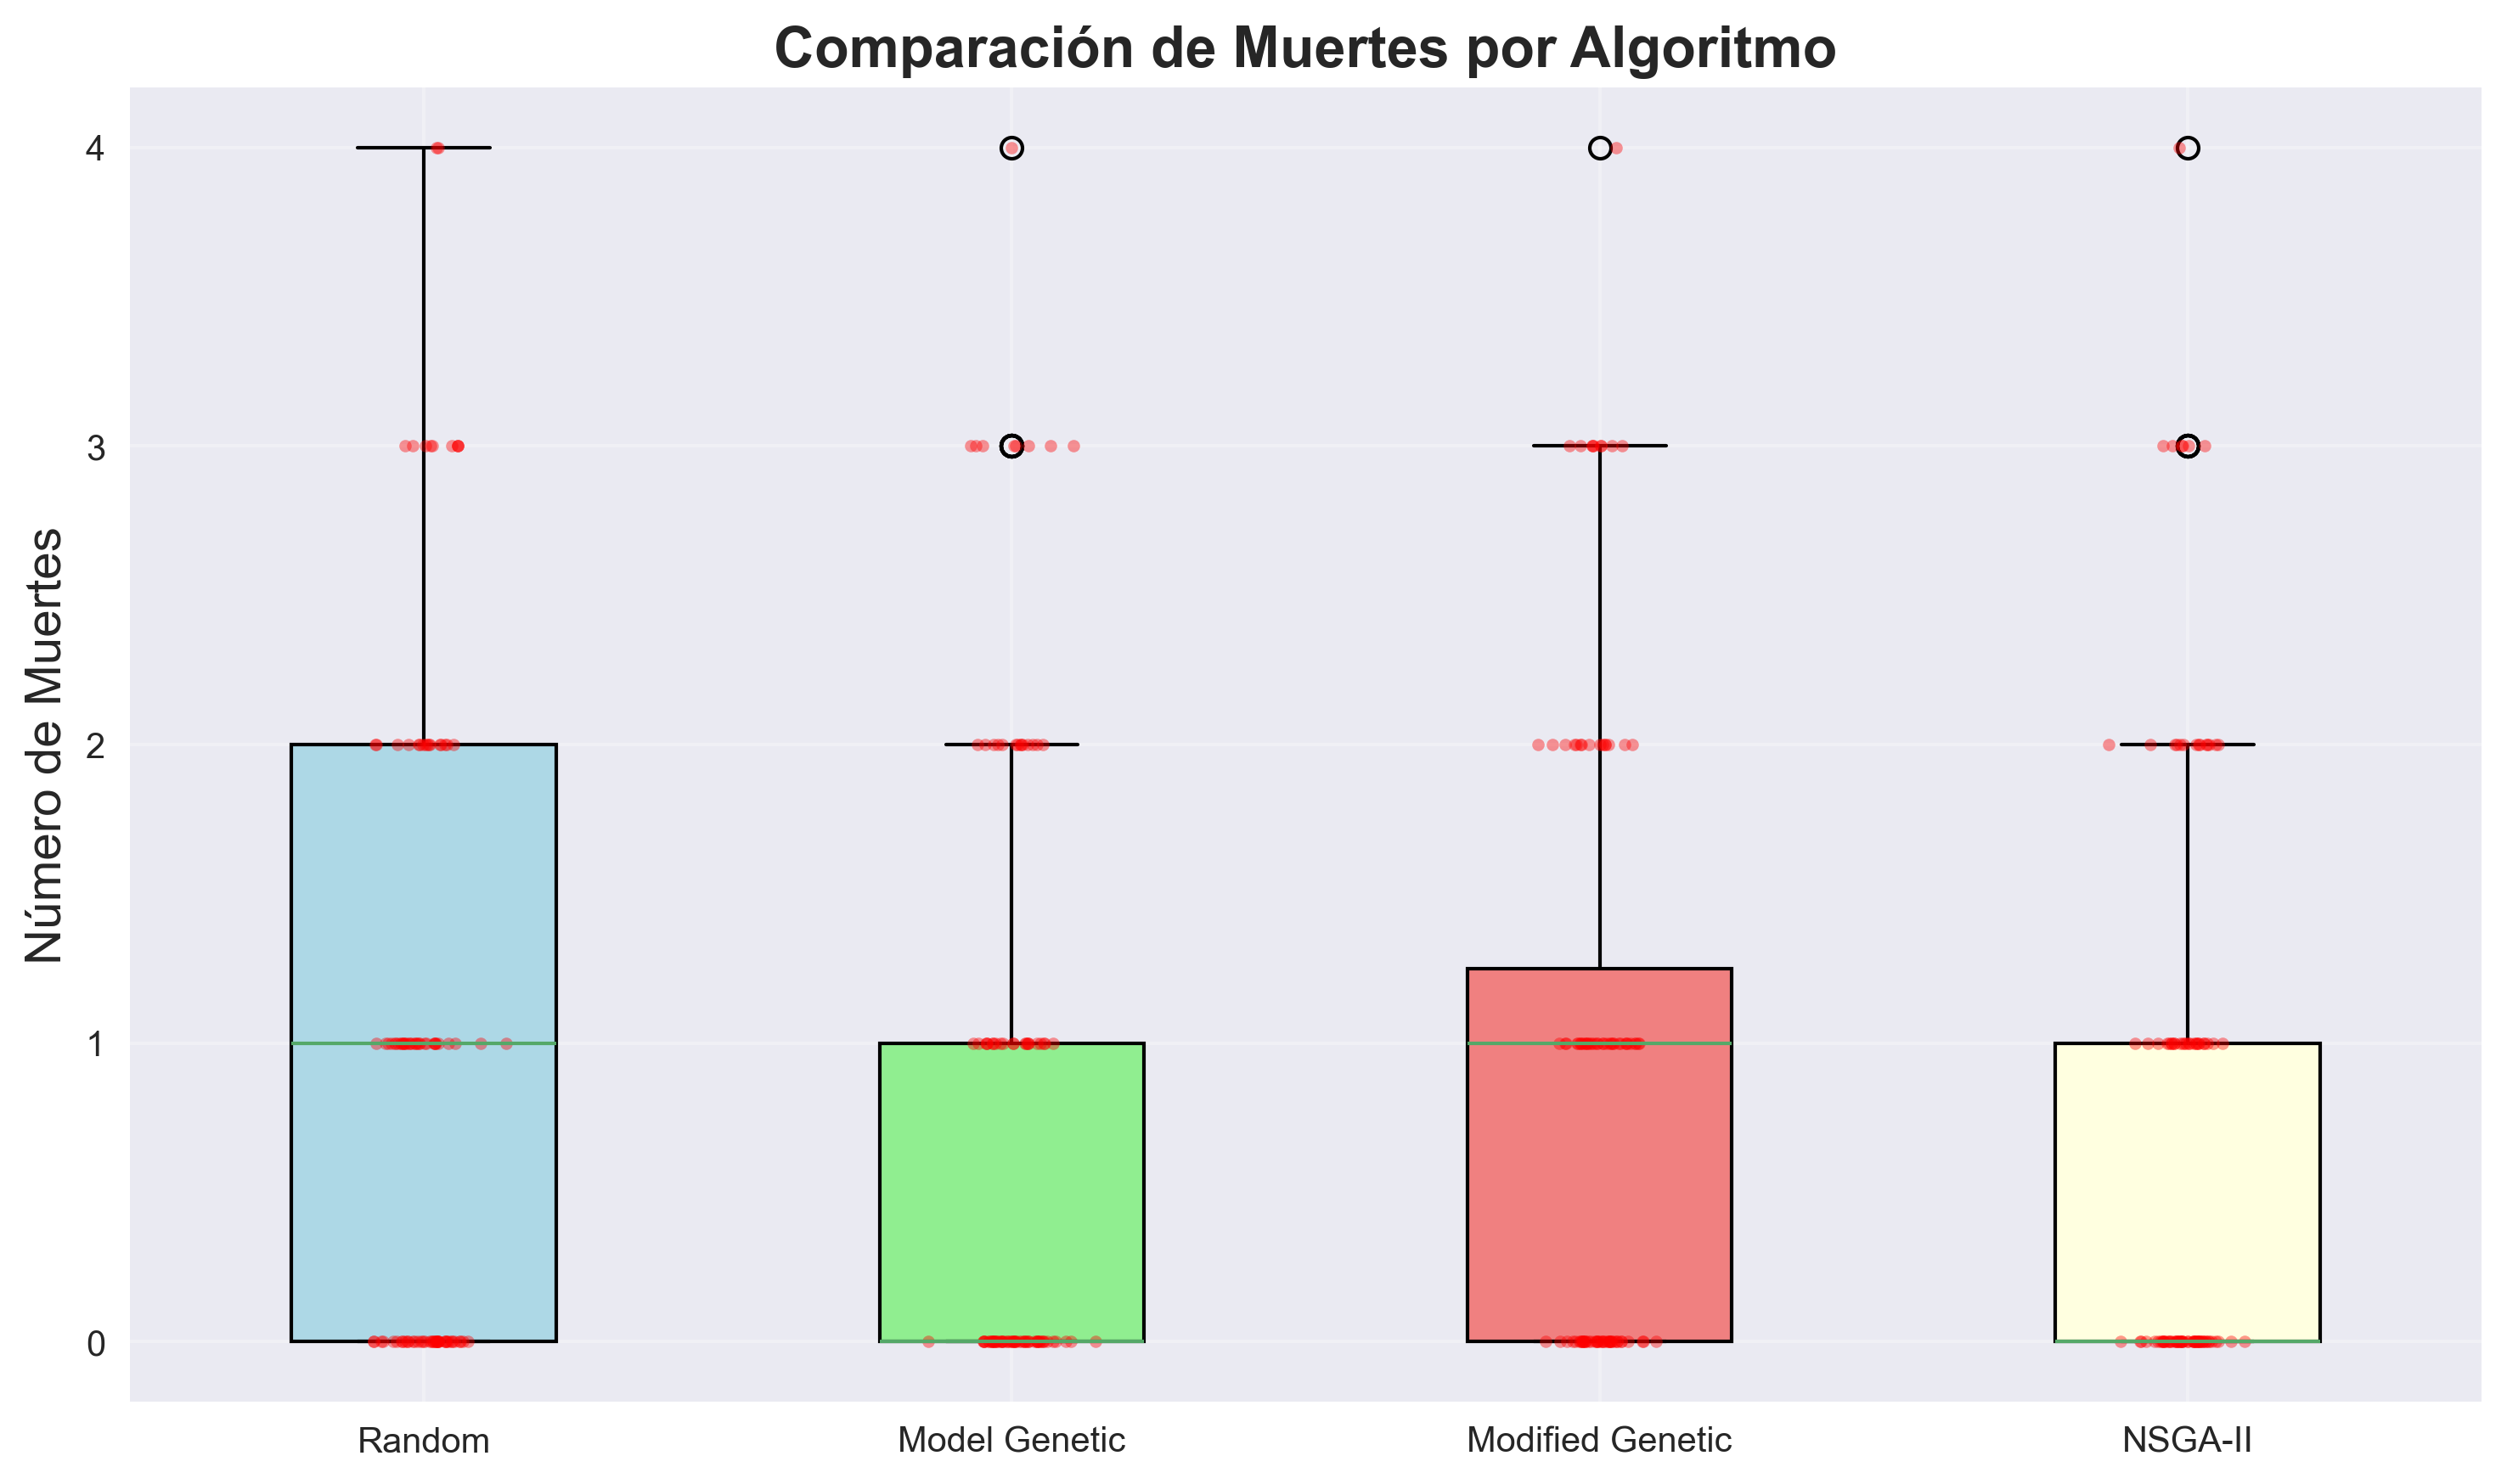 Comparación de Muertes por Algoritmo
Número de Muertes
4
3
2
1
0
Random
Model Genetic
Modified Genetic
NSGA-II